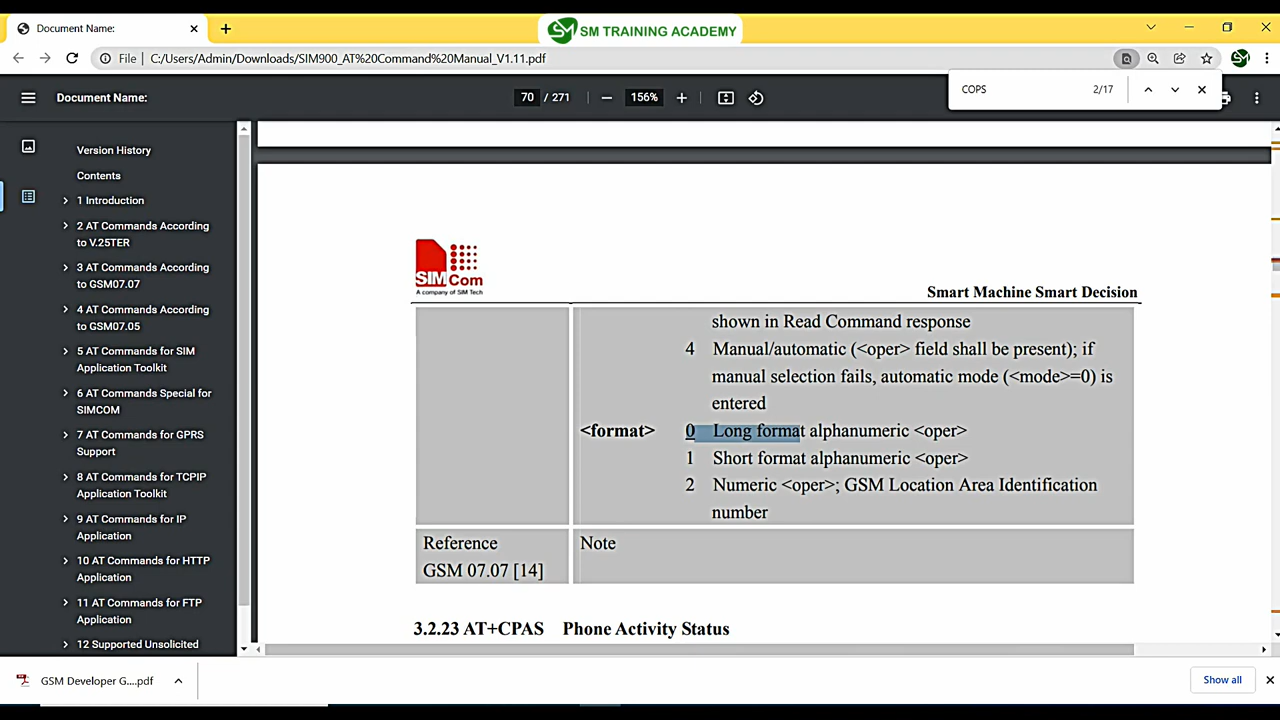 Document Name:
SM TRAINING ACADEMY
File
C:/Users/Admin/Downloads/SIM900_AT%20Command%20Manual_V1.11.pdf
Document Name:
70 / 271
156%
COPS
2/17
Version History
Contents
1 Introduction
2 AT Commands According
to V.25TER
3 AT Commands According
to GSM07.07
4 AT Commands According
to GSM07.05
5 AT Commands for SIM
Application Toolkit
6 AT Commands Special for
SIMCOM
7 AT Commands for GPRS
Support
8 AT Commands for TCPIP
Application Toolkit
9 AT Commands for IP
Application
10 AT Commands for HTTP
Application
11 AT Commands for FTP
Application
12 Supported Unsolicited
SIMCom
A company of SIM Tech
Smart Machine Smart Decision
shown in Read Command response
4 Manual/automatic (<oper> field shall be present); if
manual selection fails, automatic mode (<mode>=0) is
entered
<format> 0 Long format alphanumeric <oper>
1 Short format alphanumeric <oper>
2 Numeric <oper>; GSM Location Area Identification
number
Reference
GSM 07.07 [14]
Note
3.2.23 AT+CPAS Phone Activity Status
GSM Developer G....pdf
Show all